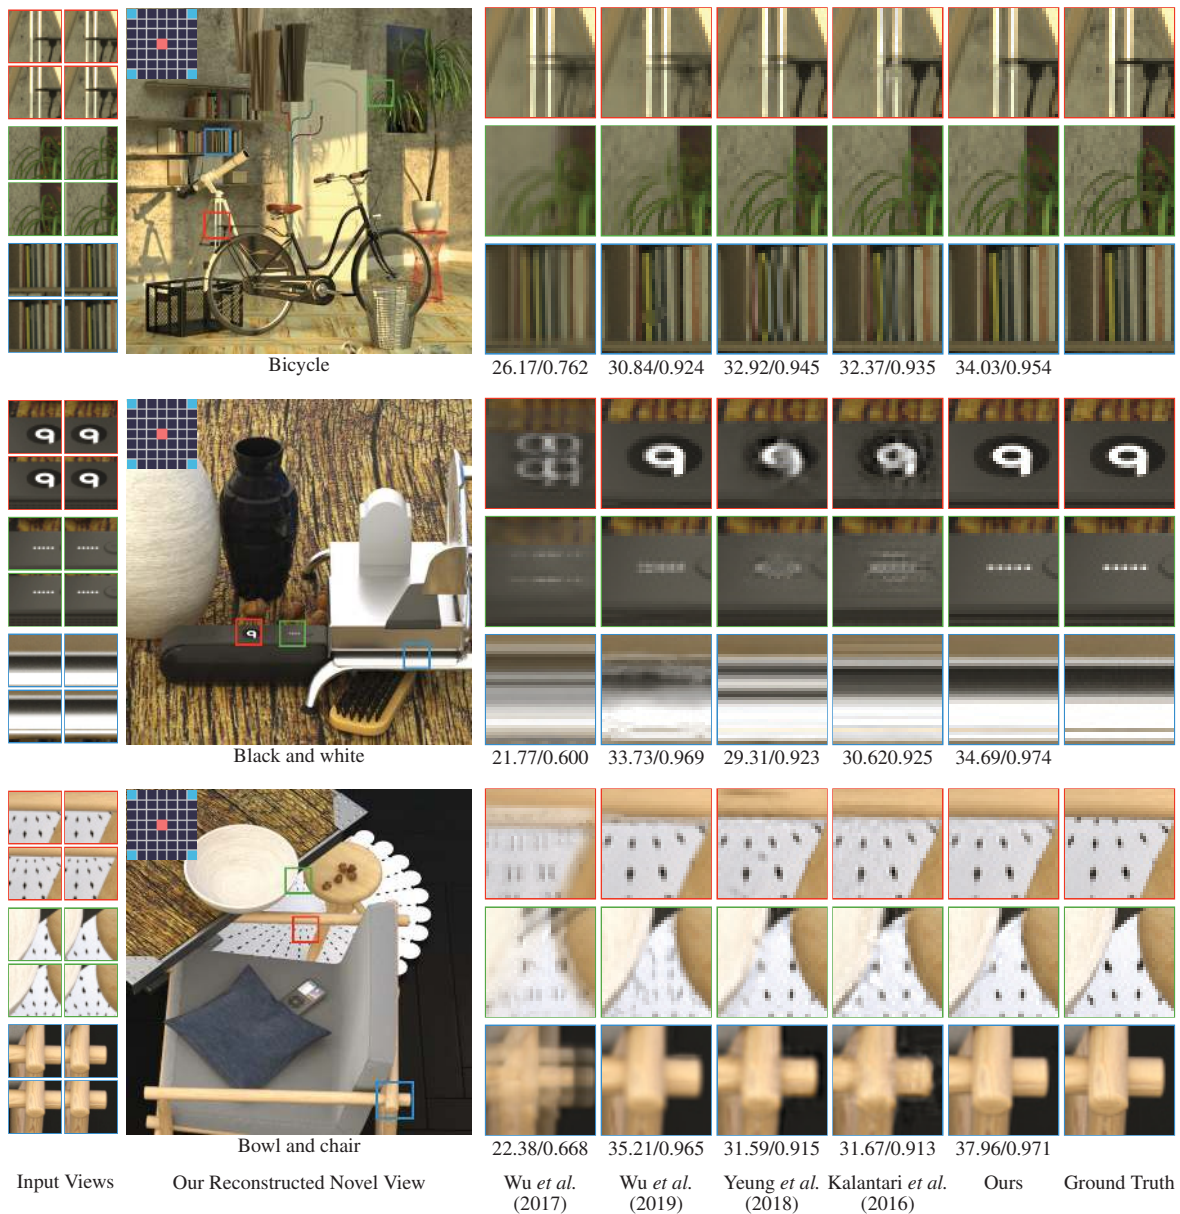 Bicycle
26.17/0.762 30.84/0.924 32.92/0.945 32.37/0.935 34.03/0.954
Black and white
21.77/0.600 33.73/0.969 29.31/0.923 30.620.925 34.69/0.974
Bowl and chair
22.38/0.668 35.21/0.965 31.59/0.915 31.67/0.913 37.96/0.971
Input Views Our Reconstructed Novel View Wu et al. Wu et al. Yeung et al. Kalantari et al. Ours Ground Truth
(2017) (2019) (2018) (2016)